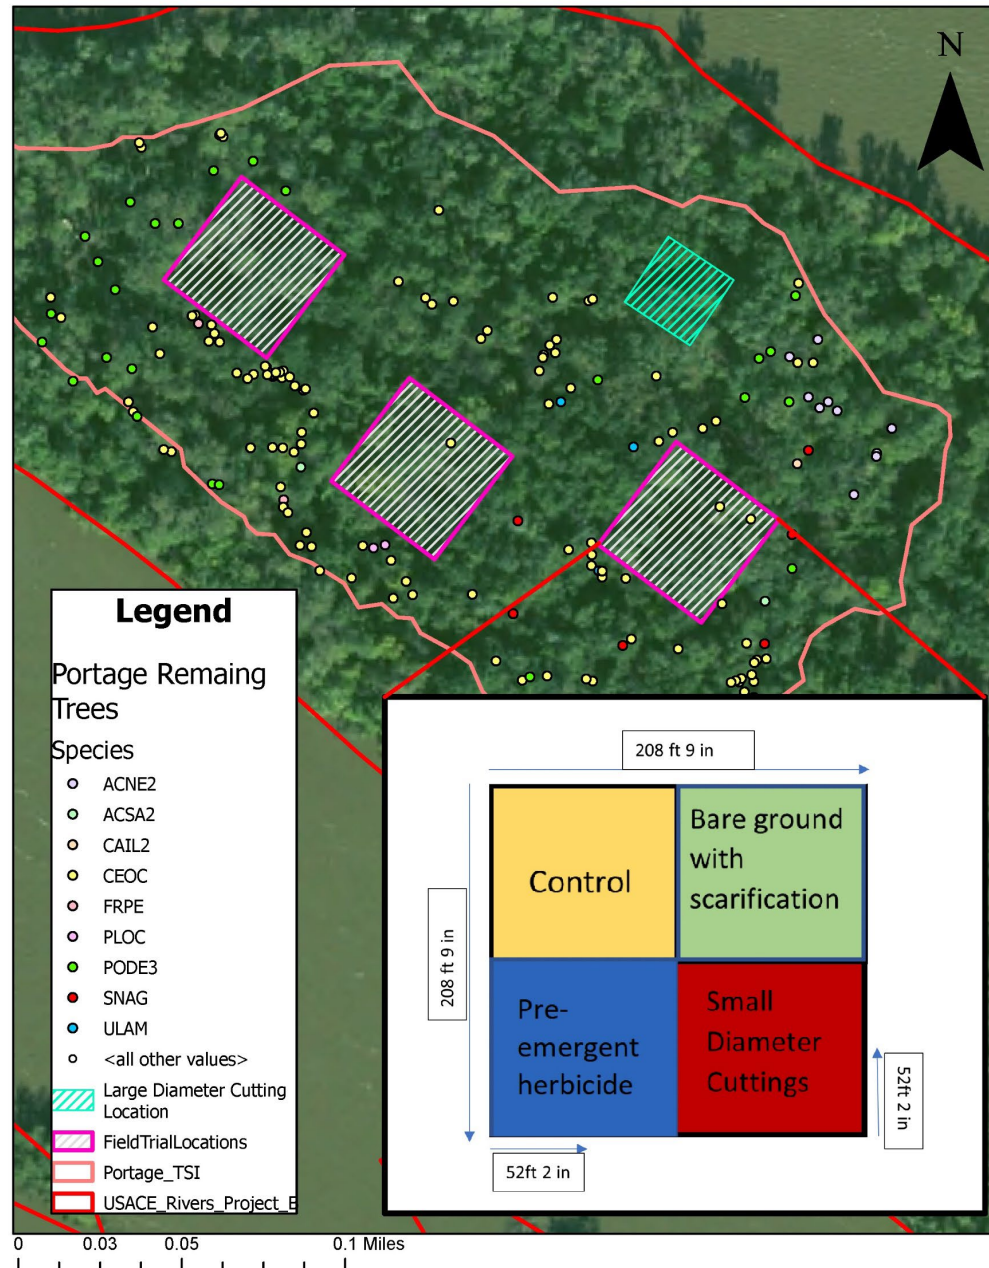 N
Legend
Portage Remaing
Trees
Species
ACNE2
ACSA2
CAIL2
CEOC
FRPE
PLOC
PODE3
SNAG
ULAM
<all other values>
Large Diameter Cutting
Location
FieldTrialLocations
Portage_TSI
USACE_Rivers_Project_B
208 ft 9 in
208 ft 9 in
Control
Bare ground
with
scarification
Pre-
emergent
herbicide
Small
Diameter
Cuttings
52ft 2 in
52ft 2 in
0 0.03 0.05 0.1 Miles